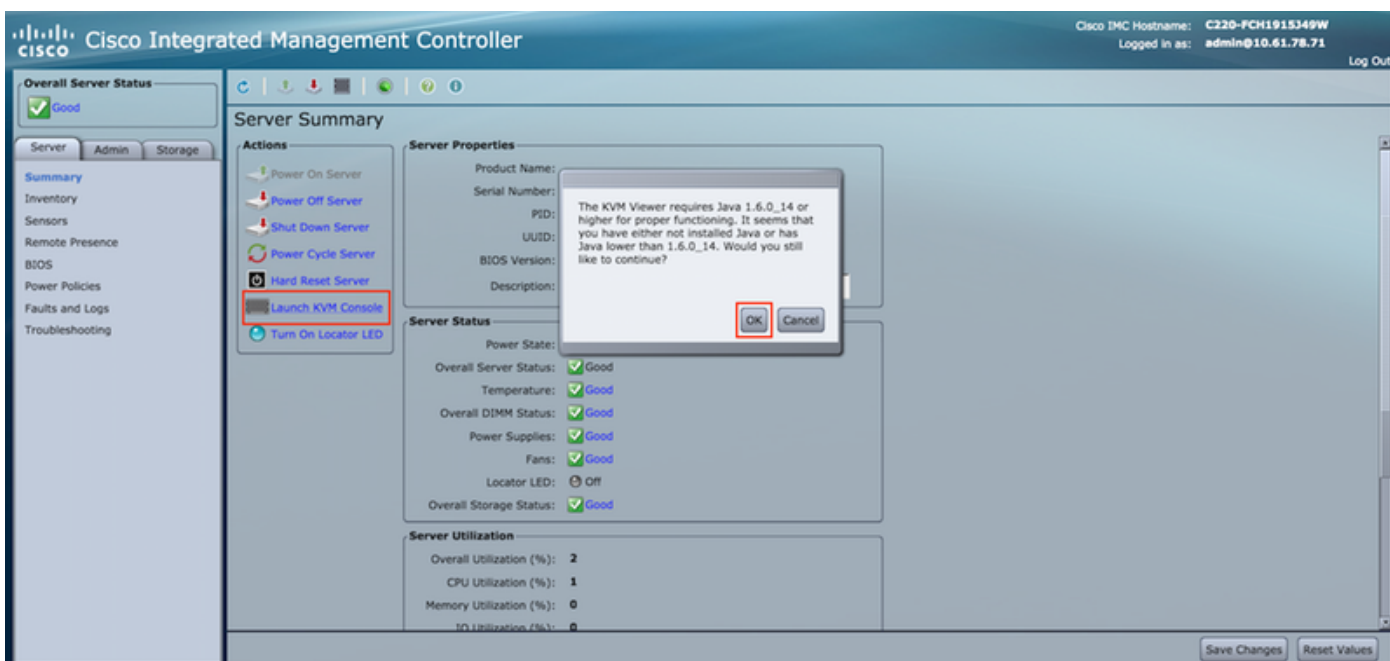 CISCO
Cisco Integrated Management Controller
Cisco IMC Hostname: C220-FCH1915J49W
Logged in as: admin@10.61.78.71
Log Out
Overall Server Status
Good
Server Admin Storage
Summary
Inventory
Sensors
Remote Presence
BIOS
Power Policies
Faults and Logs
Troubleshooting
Server Summary
Actions
Power On Server
Power Off Server
Shut Down Server
Power Cycle Server
Hard Reset Server
Launch KVM Console
Turn On Locator LED
Server Properties
Product Name:
Serial Number:
PID:
UUID:
BIOS Version:
Description:
The KVM Viewer requires Java 1.6.0_14 or
higher for proper functioning. It seems that
you have either not installed Java or has
Java lower than 1.6.0_14. Would you still
like to continue?
OK Cancel
Server Status
Power State:
Overall Server Status: Good
Temperature: Good
Overall DIMM Status: Good
Power Supplies: Good
Fans: Good
Locator LED: Off
Overall Storage Status: Good
Server Utilization
Overall Utilization (%): 2
CPU Utilization (%): 1
Memory Utilization (%): 0
IO Utilization (%): 0
Save Changes Reset Values